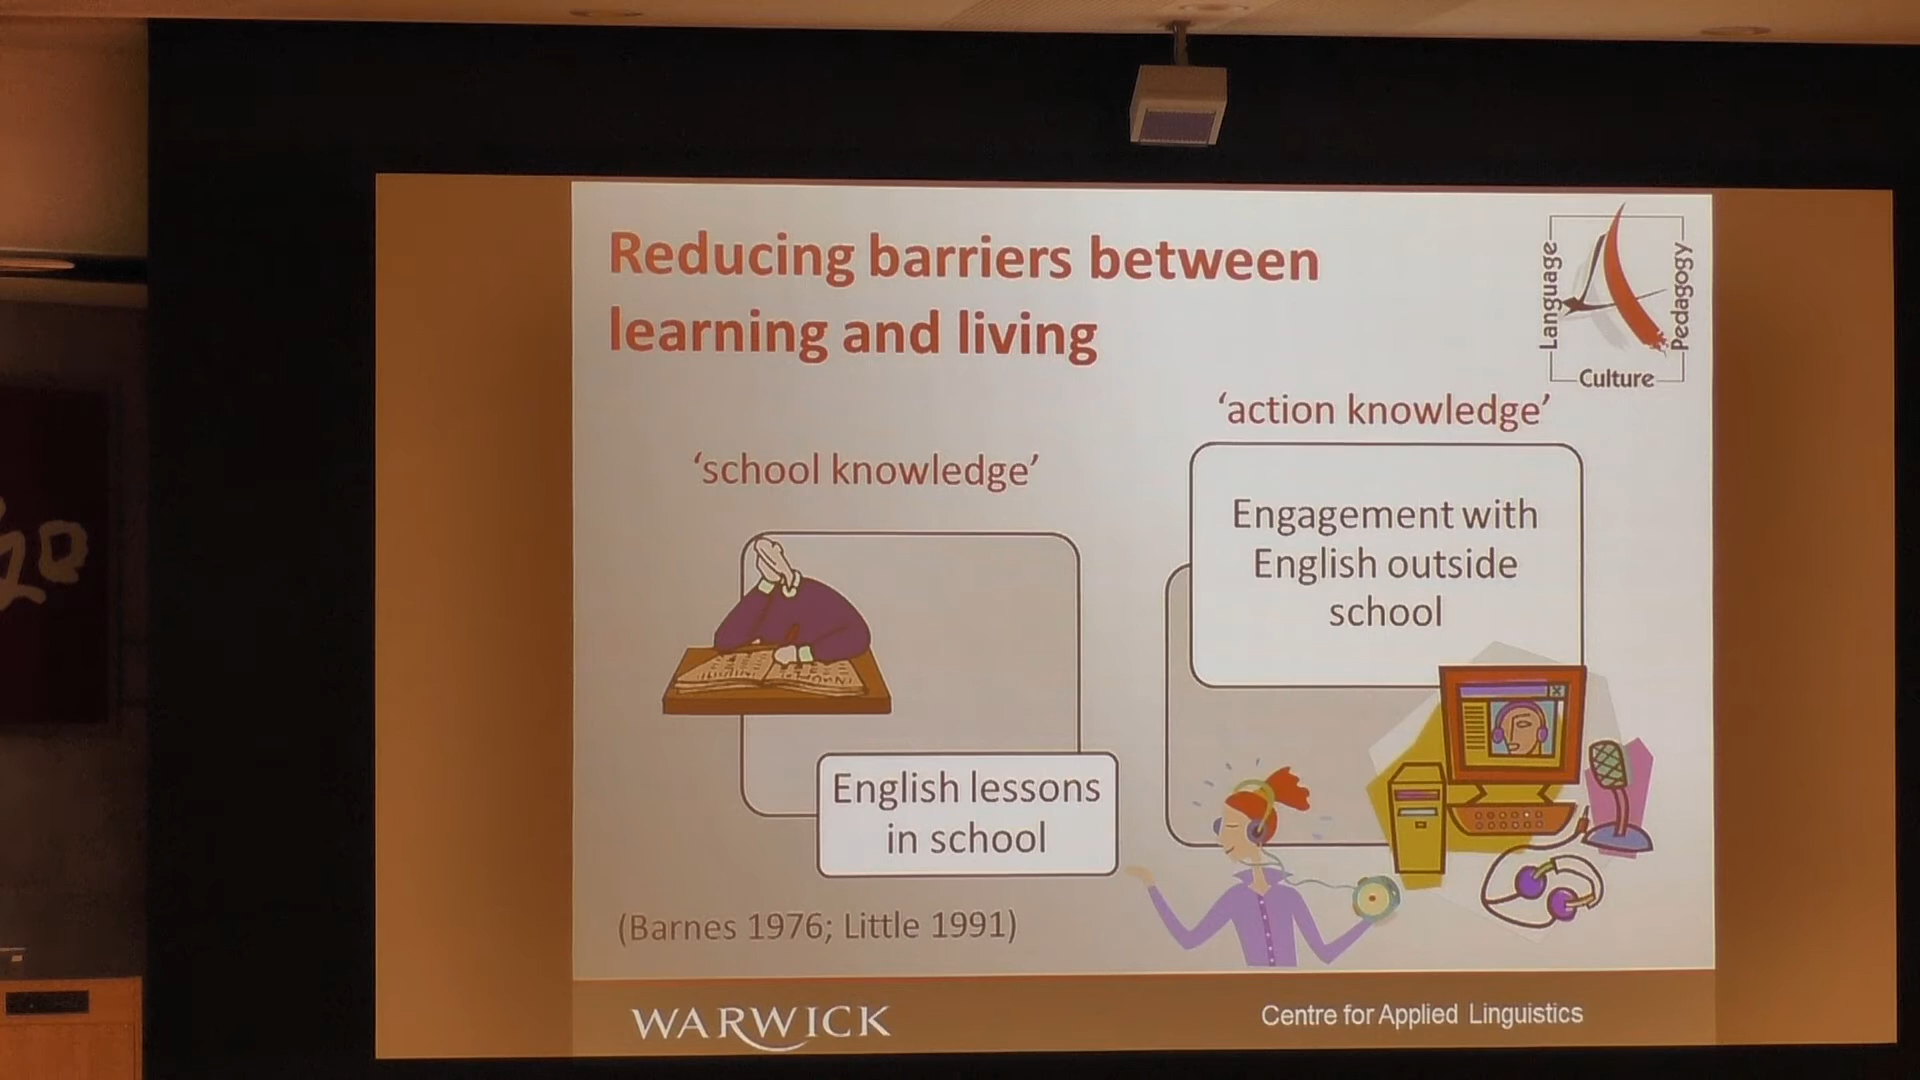 Reducing barriers between
learning and living
Language
Pedagogy
Culture
'school knowledge'
'action knowledge'
Engagement with
English outside
school
English lessons
in school
(Barnes 1976; Little 1991)
WARWICK
Centre for Applied Linguistics